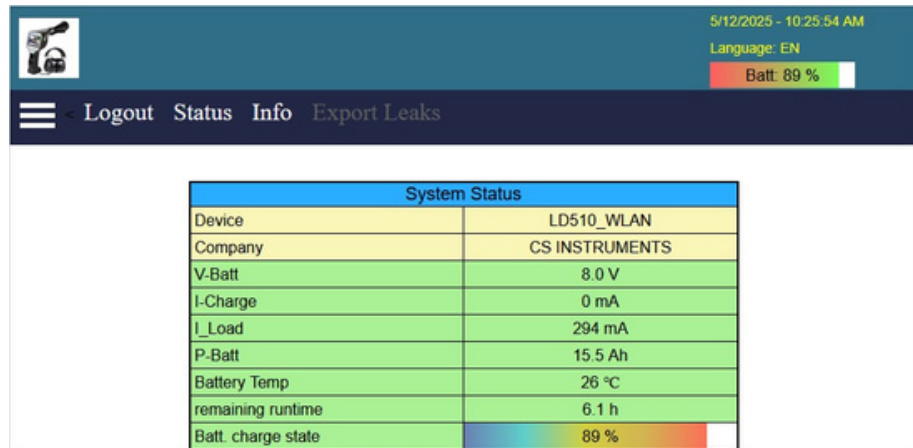 5/12/2025 - 10:25:54 AM
Language: EN
Batt: 89 %
< Logout Status Info Export Leaks
System Status
Device LD510_WLAN
Company CS INSTRUMENTS
V-Batt 8.0 V
I-Charge 0 mA
I_Load 294 mA
P-Batt 15.5 Ah
Battery Temp 26 °C
remaining runtime 6.1 h
Batt. charge state 89 %